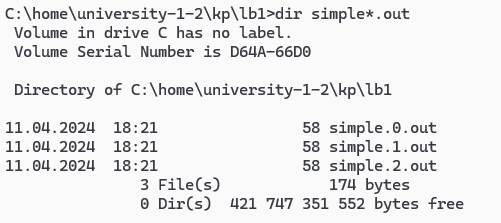 C:\home\university-1-2\kp\lb1>dir simple*.out
Volume in drive C has no label.
Volume Serial Number is D64A-66D0
Directory of C:\home\university-1-2\kp\lb1
11.04.2024  18:21                58 simple.0.out
11.04.2024  18:21                58 simple.1.out
11.04.2024  18:21                58 simple.2.out
3 File(s)            174 bytes
0 Dir(s)  421 747 351 552 bytes free